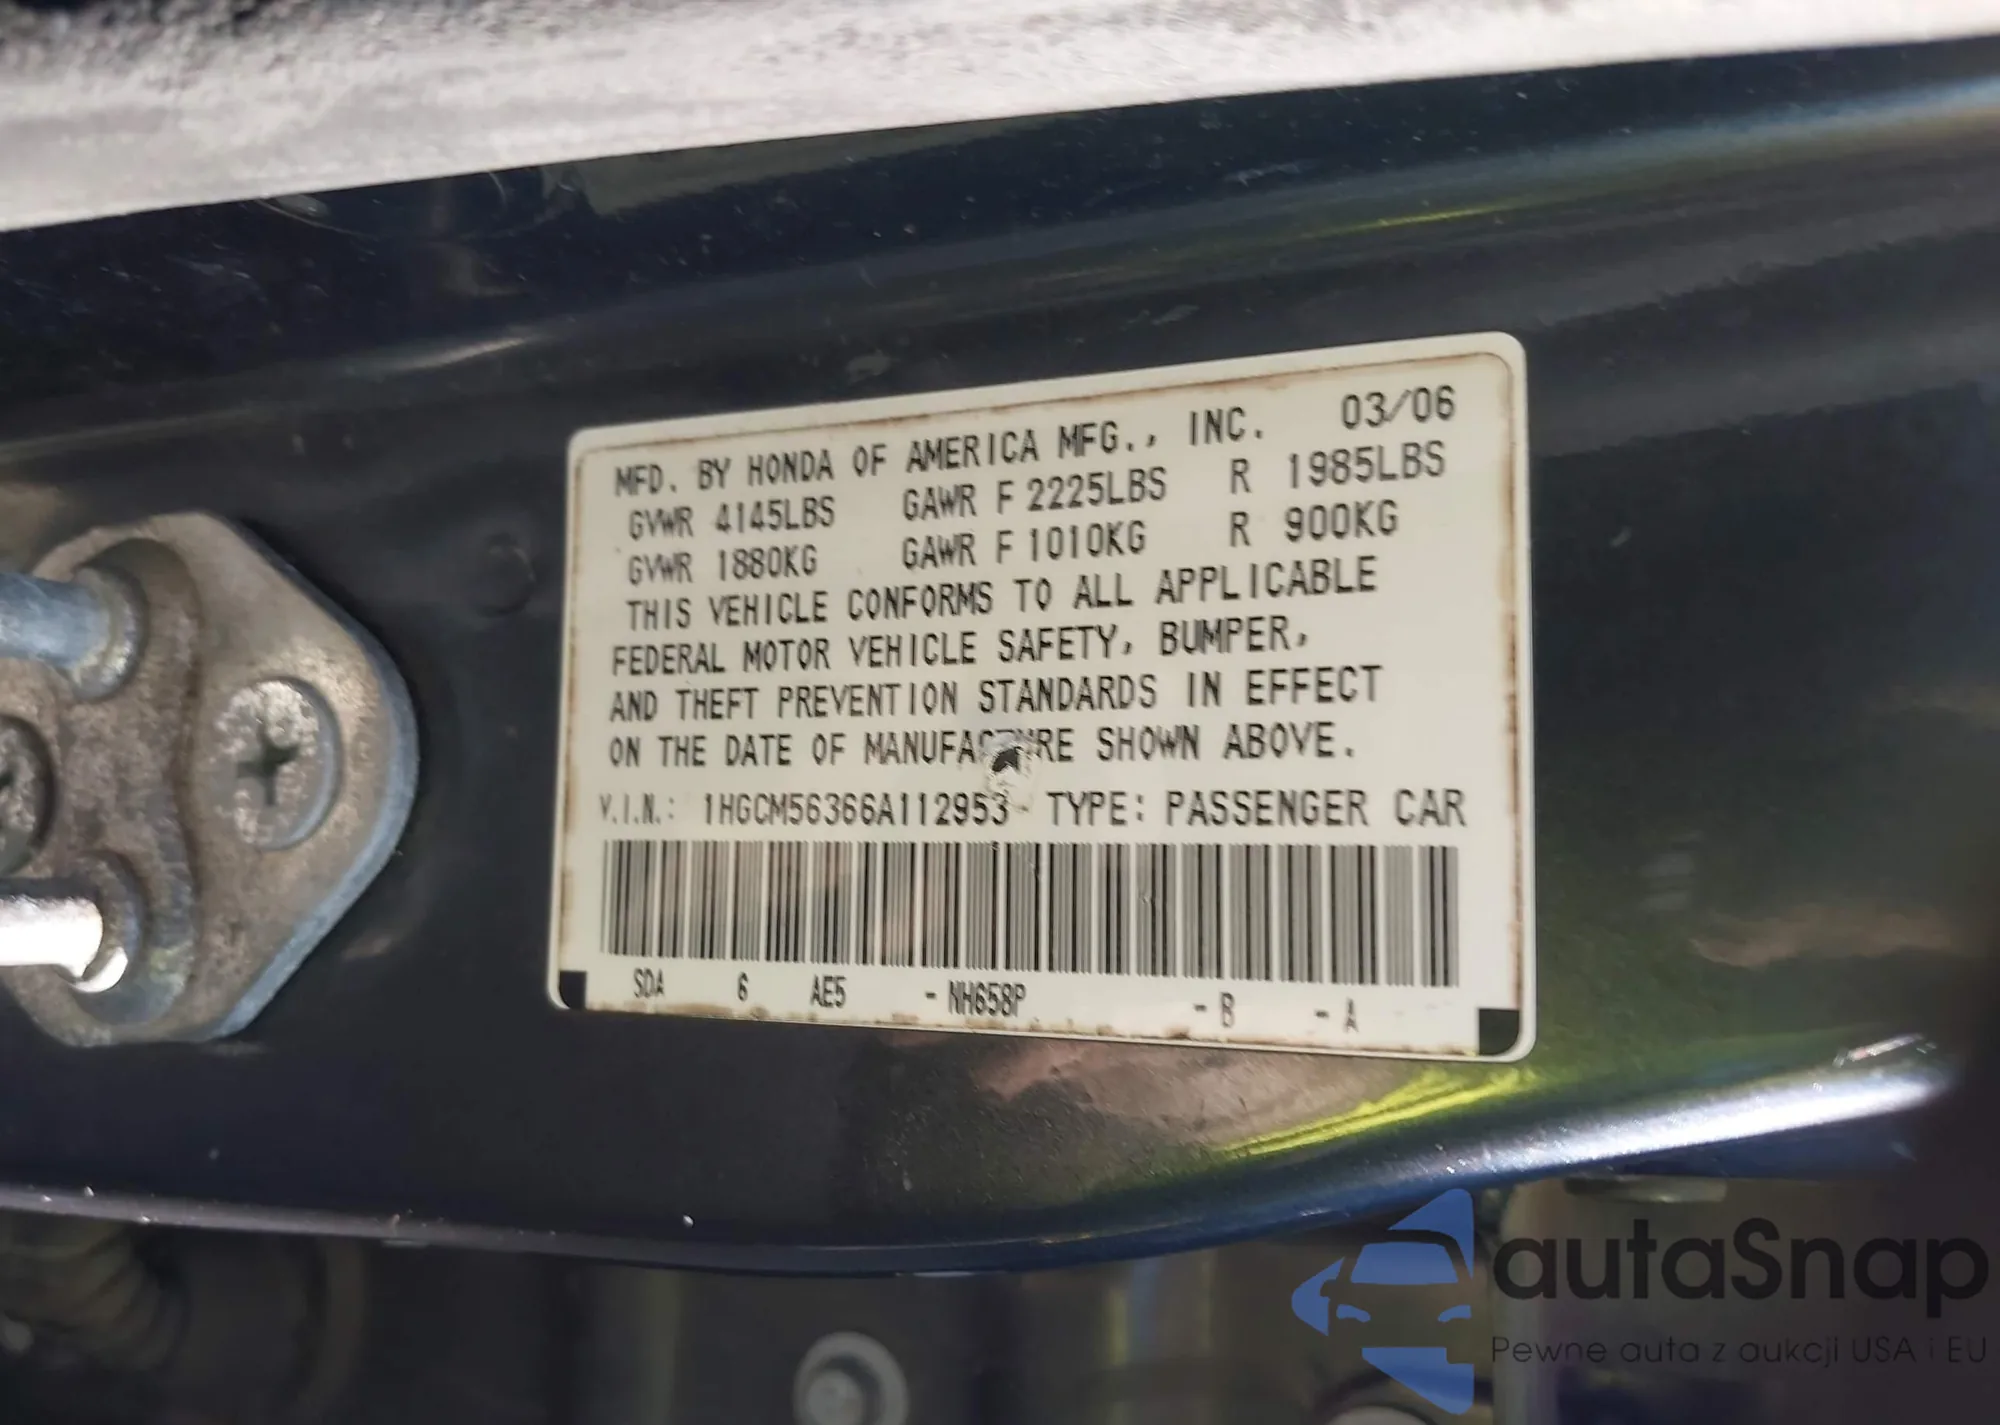 MFD. BY HONDA OF AMERICA MFG., INC. 03/06
GVWR 4145LBS GAWR F 2225LBS R 1985LBS
GVWR 1880KG GAWR F 1010KG R 900KG
THIS VEHICLE CONFORMS TO ALL APPLICABLE
FEDERAL MOTOR VEHICLE SAFETY, BUMPER,
AND THEFT PREVENTION STANDARDS IN EFFECT
ON THE DATE OF MANUFACTURE SHOWN ABOVE.
V.I.N.: 1HGCM56366A112953 TYPE: PASSENGER CAR
SDA 6 AE5 - NH658P - B - A
autaSnap
Pewne auta z aukcji USA i EU